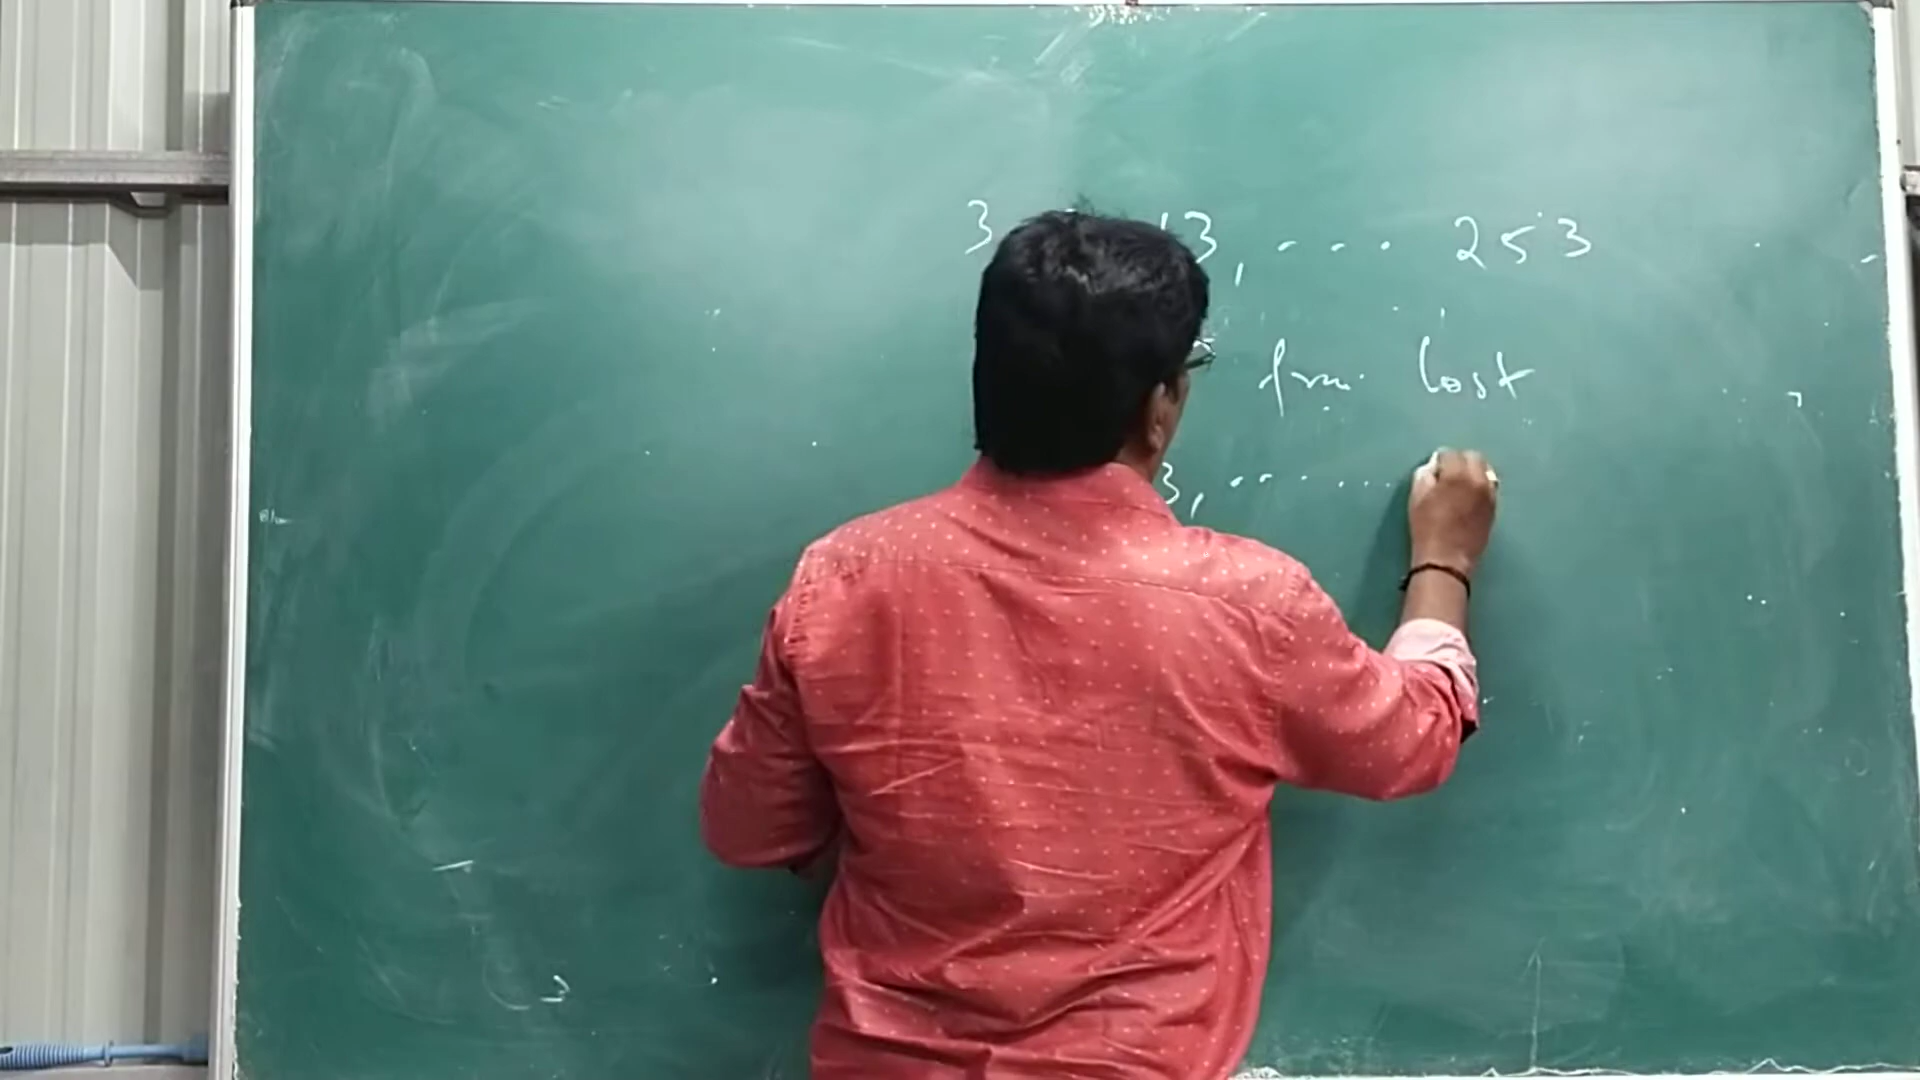 3 13, . . . 253
from last
3, . . . . . . .